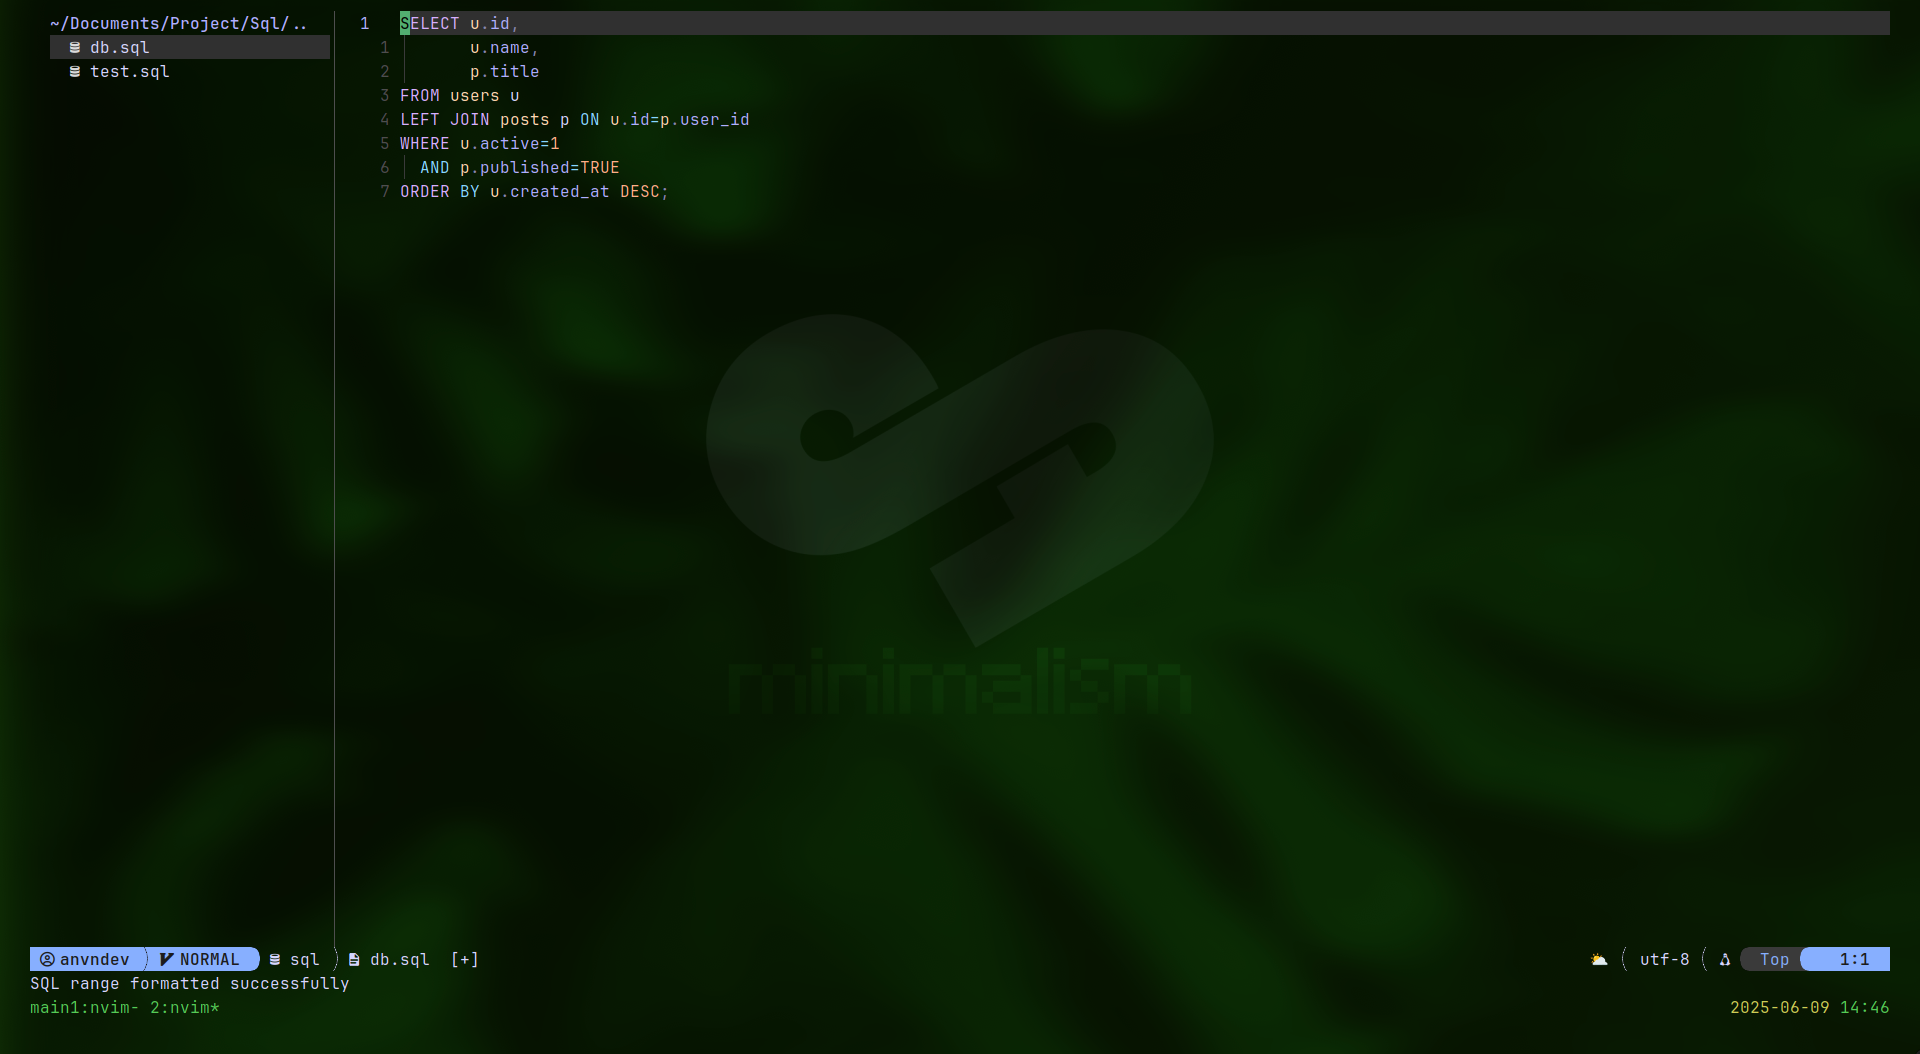 ~/Documents/Project/Sql/..
db.sql
test.sql
1 SELECT u.id,
1 u.name,
2 p.title
3 FROM users u
4 LEFT JOIN posts p ON u.id=p.user_id
5 WHERE u.active=1
6 AND p.published=TRUE
7 ORDER BY u.created_at DESC;
minimalism
anvndev NORMAL sql db.sql [+] utf-8 Top 1:1
SQL range formatted successfully
main1:nvim- 2:nvim* 2025-06-09 14:46